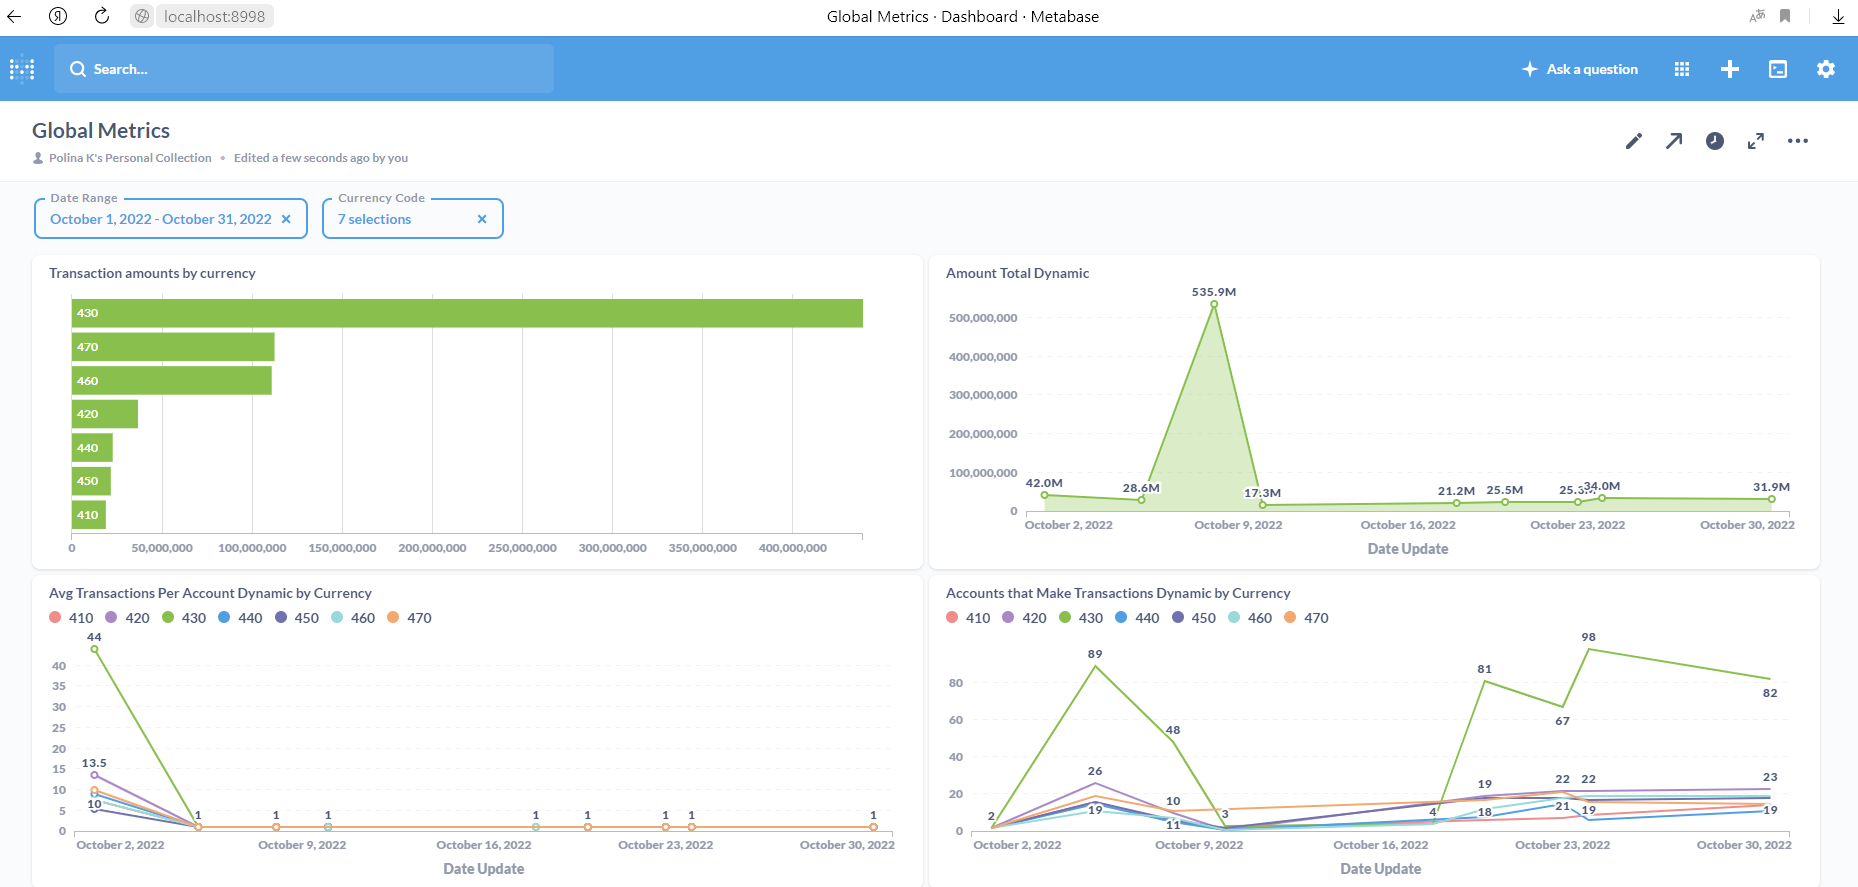 localhost:8998
Global Metrics · Dashboard · Metabase
Search...
Ask a question
Global Metrics
Polina K's Personal Collection • Edited a few seconds ago by you
Date Range
October 1, 2022 - October 31, 2022
Currency Code
7 selections
Transaction amounts by currency
430
470
460
420
440
450
410
0 50,000,000 100,000,000 150,000,000 200,000,000 250,000,000 300,000,000 350,000,000 400,000,000
Amount Total Dynamic
535.9M
500,000,000
400,000,000
300,000,000
200,000,000
100,000,000
0
42.0M 28.6M 17.3M 21.2M 25.5M 34.0M 31.9M
October 2, 2022 October 9, 2022 October 16, 2022 October 23, 2022 October 30, 2022
Date Update
Avg Transactions Per Account Dynamic by Currency
410 420 430 440 450 460 470
44
40
35
30
25
20
15
10
5
0
13.5
10
1 1 1 1 1 1 1 1
October 2, 2022 October 9, 2022 October 16, 2022 October 23, 2022 October 30, 2022
Date Update
Accounts that Make Transactions Dynamic by Currency
410 420 430 440 450 460 470
80
60
40
20
0
2 89 26 19 48 10 11 3 4 81 19 18 67 22 21 98 22 19 82 23 19
October 2, 2022 October 9, 2022 October 16, 2022 October 23, 2022 October 30, 2022
Date Update